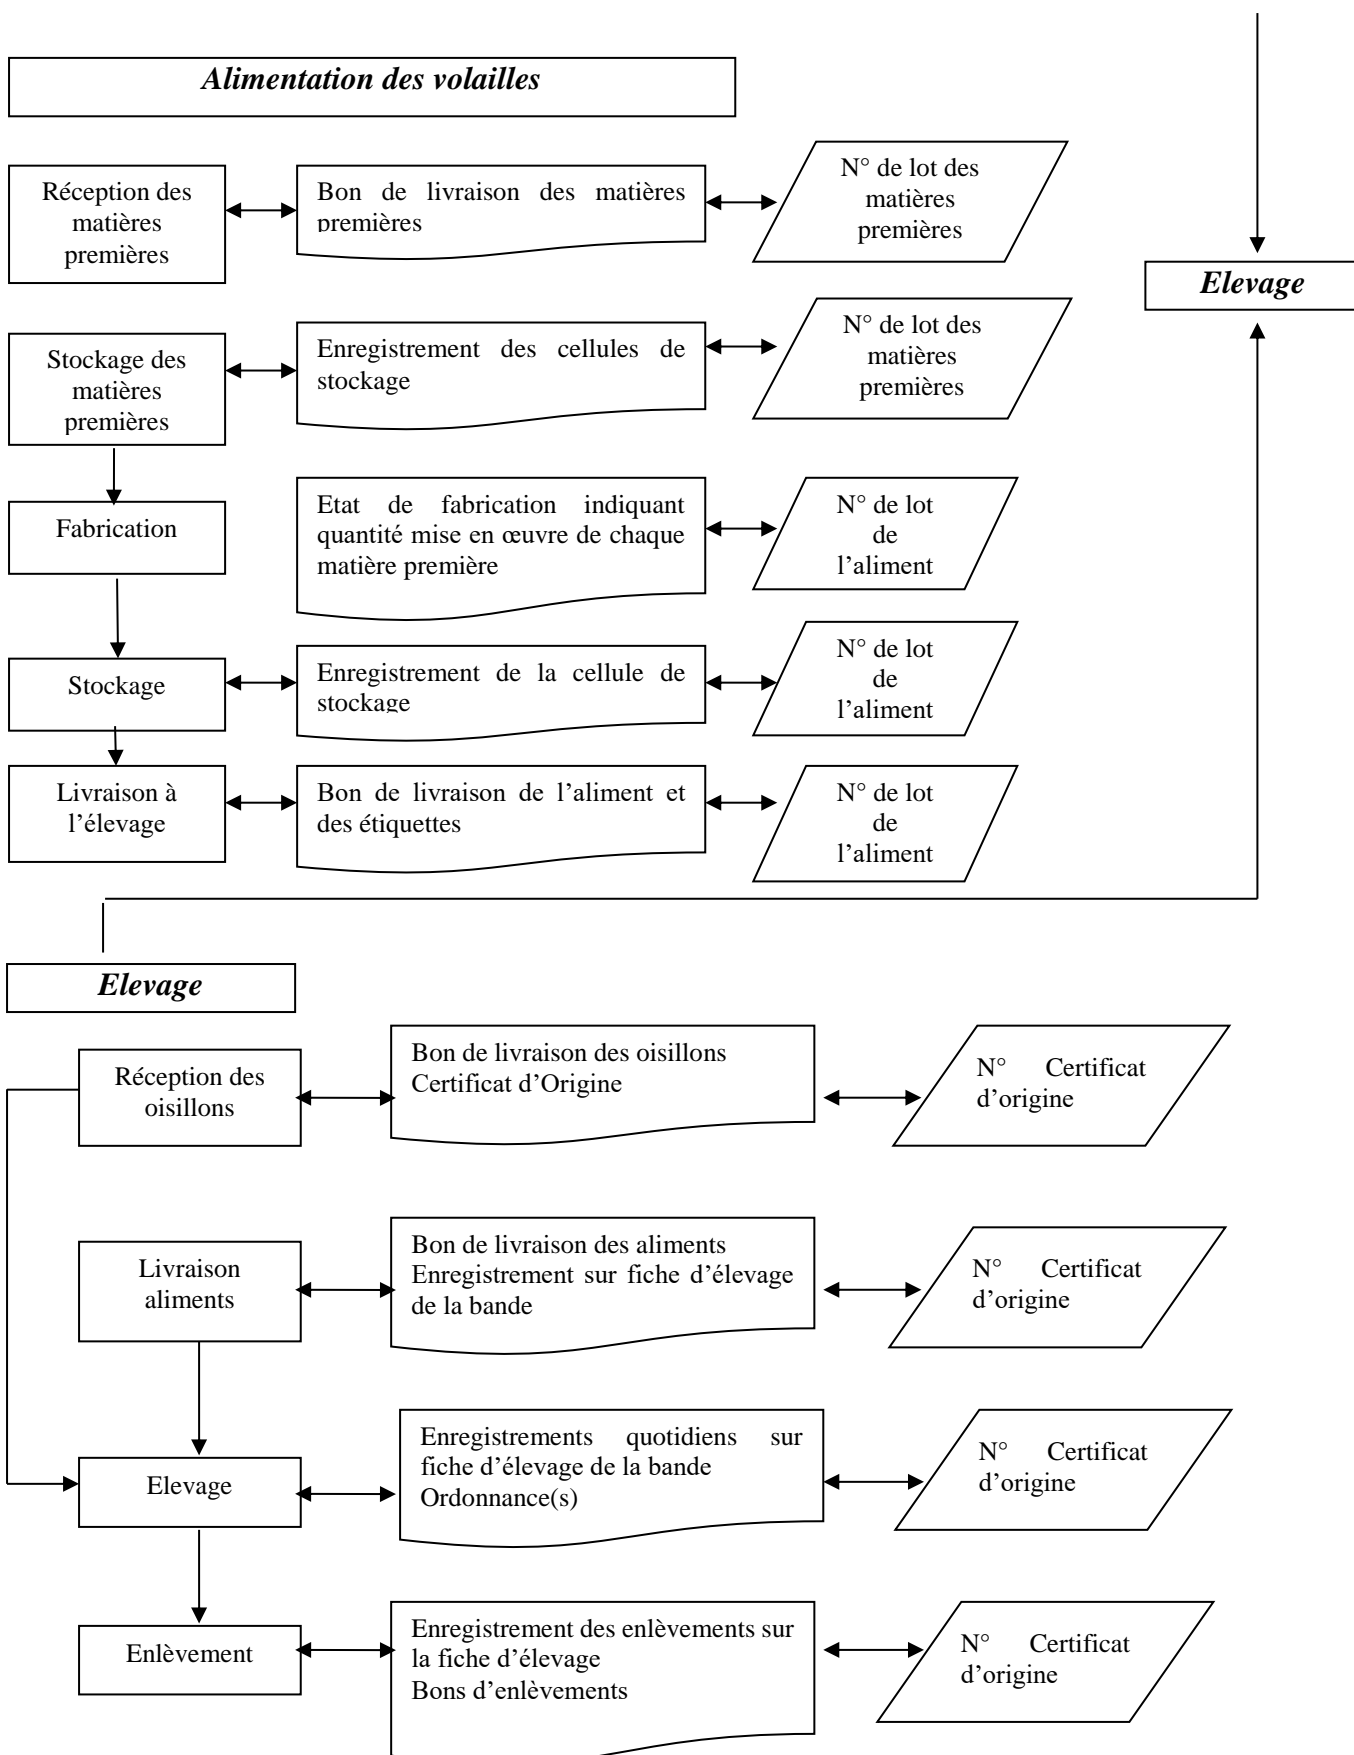 Alimentation des volailles
Réception des
matières
premières
Bon de livraison des matières
premières
N° de lot des
matières
premières
Elevage
Stockage des
matières
premières
Enregistrement des cellules de
stockage
N° de lot des
matières
premières
Fabrication
Etat de fabrication indiquant
quantité mise en œuvre de chaque
matière première
N° de lot
de
l’aliment
Stockage
Enregistrement de la cellule de
stockage
N° de lot
de
l’aliment
Livraison à
l’élevage
Bon de livraison de l’aliment et
des étiquettes
N° de lot
de
l’aliment
Elevage
Réception des
oisillons
Bon de livraison des oisillons
Certificat d’Origine
N° Certificat
d’origine
Livraison
aliments
Bon de livraison des aliments
Enregistrement sur fiche d’élevage
de la bande
N° Certificat
d’origine
Elevage
Enregistrements quotidiens sur
fiche d’élevage de la bande
Ordonnance(s)
N° Certificat
d’origine
Enlèvement
Enregistrement des enlèvements sur
la fiche d’élevage
Bons d’enlèvements
N° Certificat
d’origine